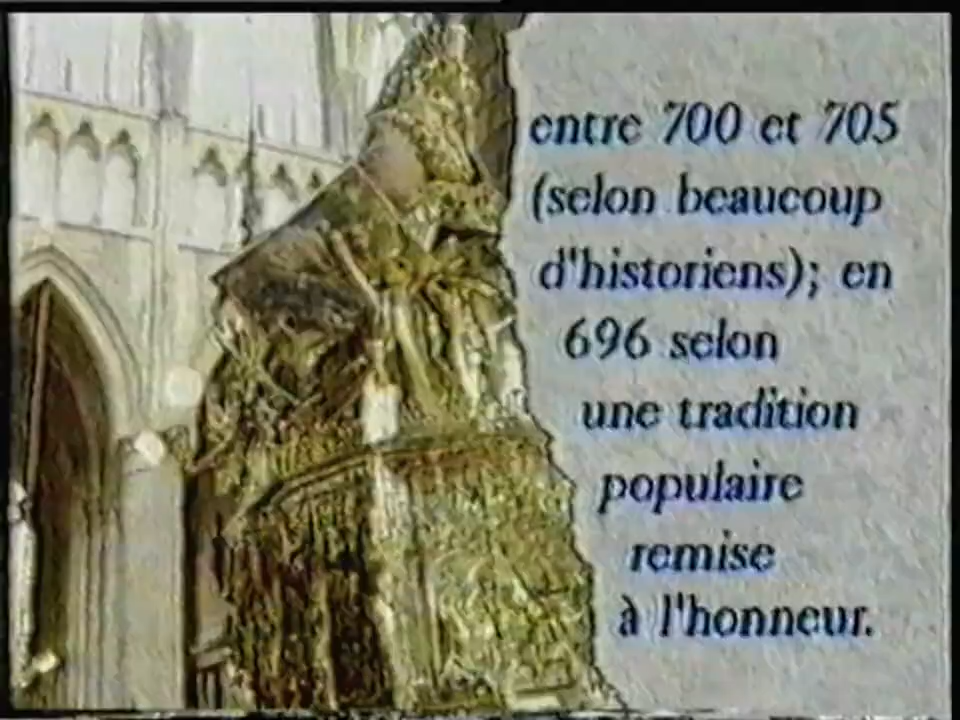 entre 700 et 705
(selon beaucoup
d'historiens); en
696 selon
une tradition
populaire
remise
à l'honneur.